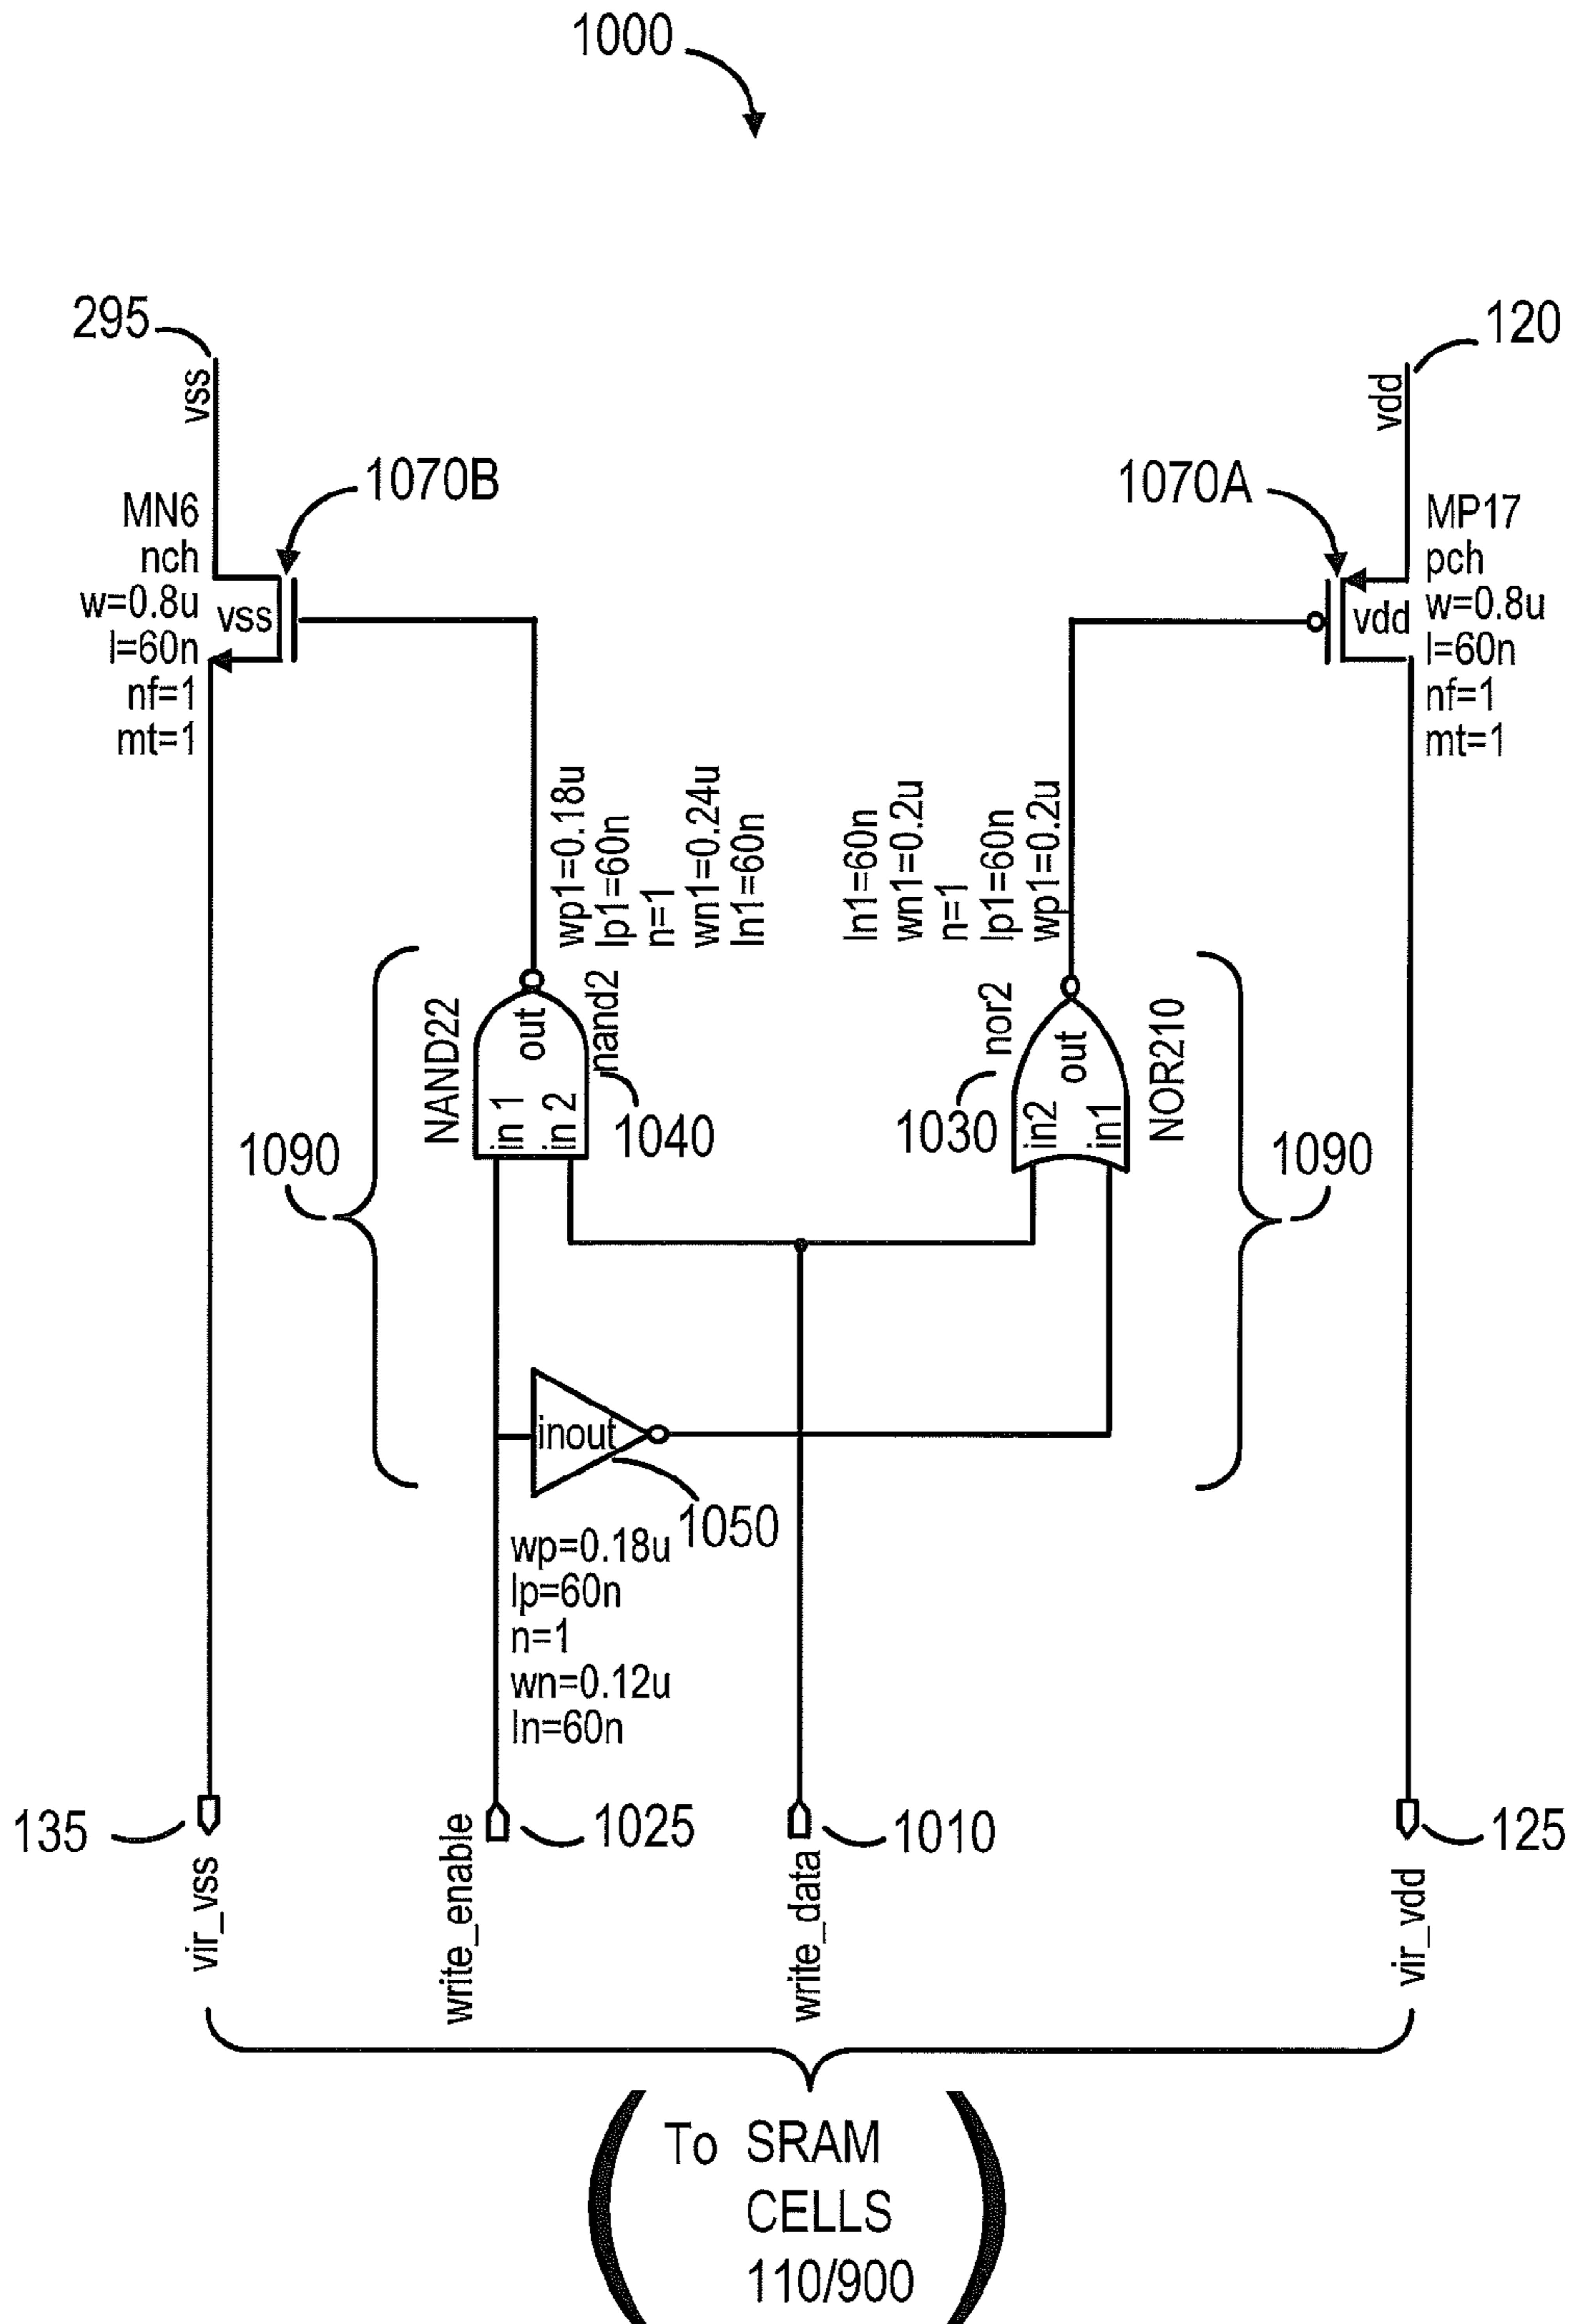 1000
295
vss
120
vdd
1070B
1070A
MN6
nch
w=0.8u
l=60n
nf=1
mt=1
vss
MP17
pch
w=0.8u
l=60n
nf=1
mt=1
vdd
wp1=0.18u
lp1=60n
n=1
wn1=0.24u
ln1=60n
ln1=60n
wn1=0.2u
n=1
lp1=60n
wp1=0.2u
NAND22
out
in 1
in 2
nand2
1040
nor2
1030
out
in2
in1
NOR210
1090
1090
inout
1050
wp=0.18u
lp=60n
n=1
wn=0.12u
ln=60n
135
vir_vss
write_enable
1025
write_data
1010
vir_vdd
125
To SRAM
CELLS
110/900